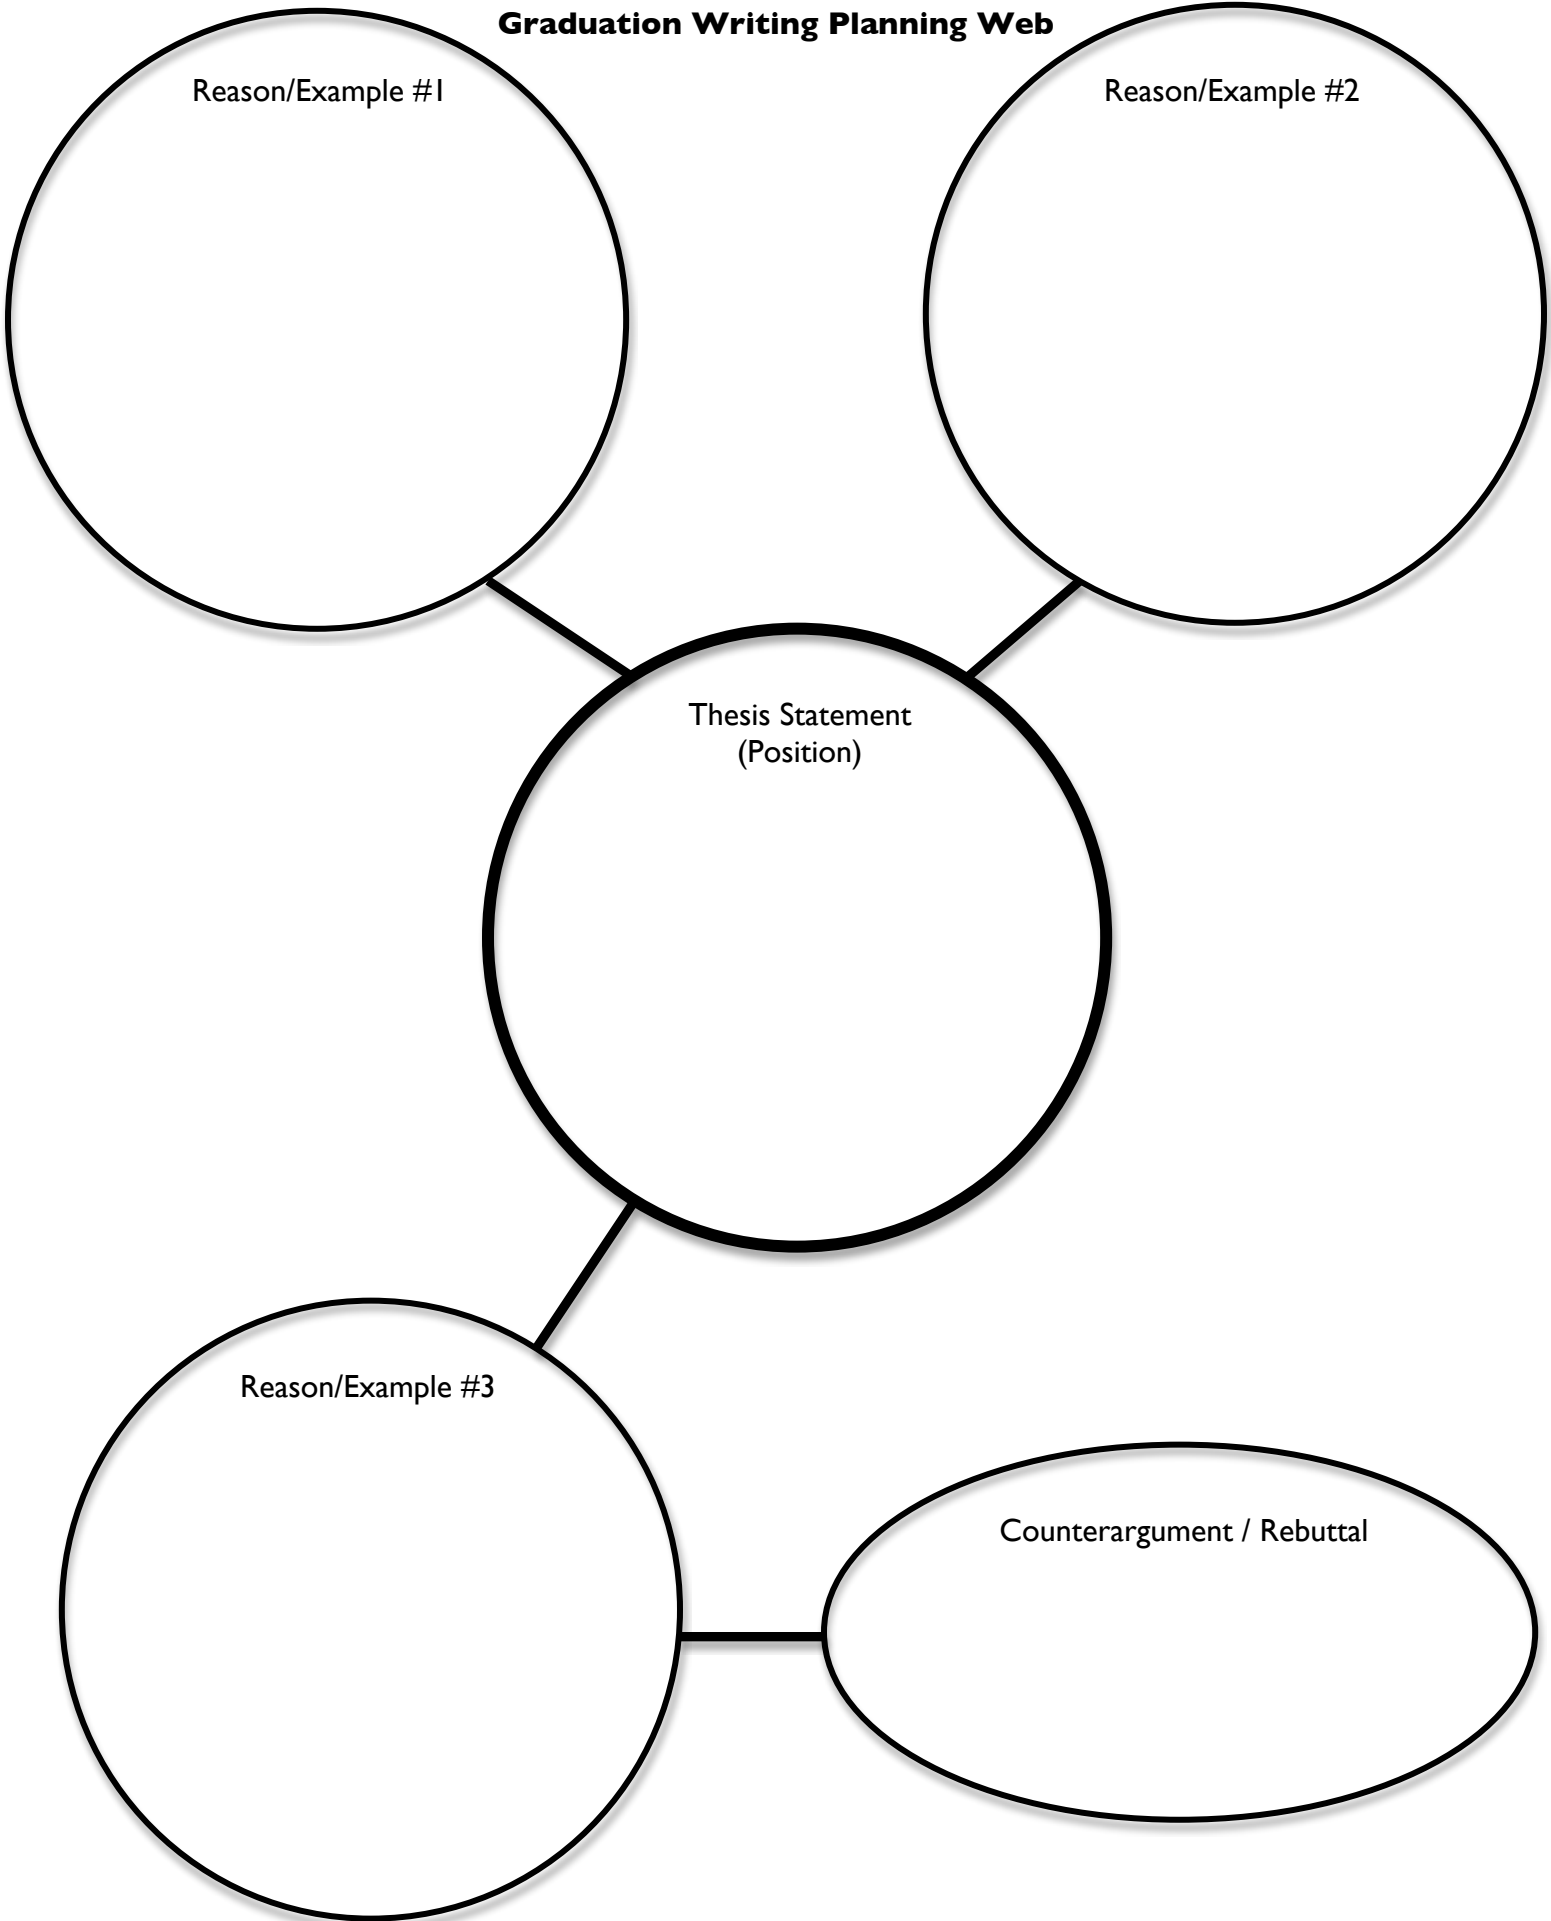 Graduation Writing Planning Web
Reason/Example #1
Reason/Example #2
Thesis Statement
(Position)
Reason/Example #3
Counterargument / Rebuttal